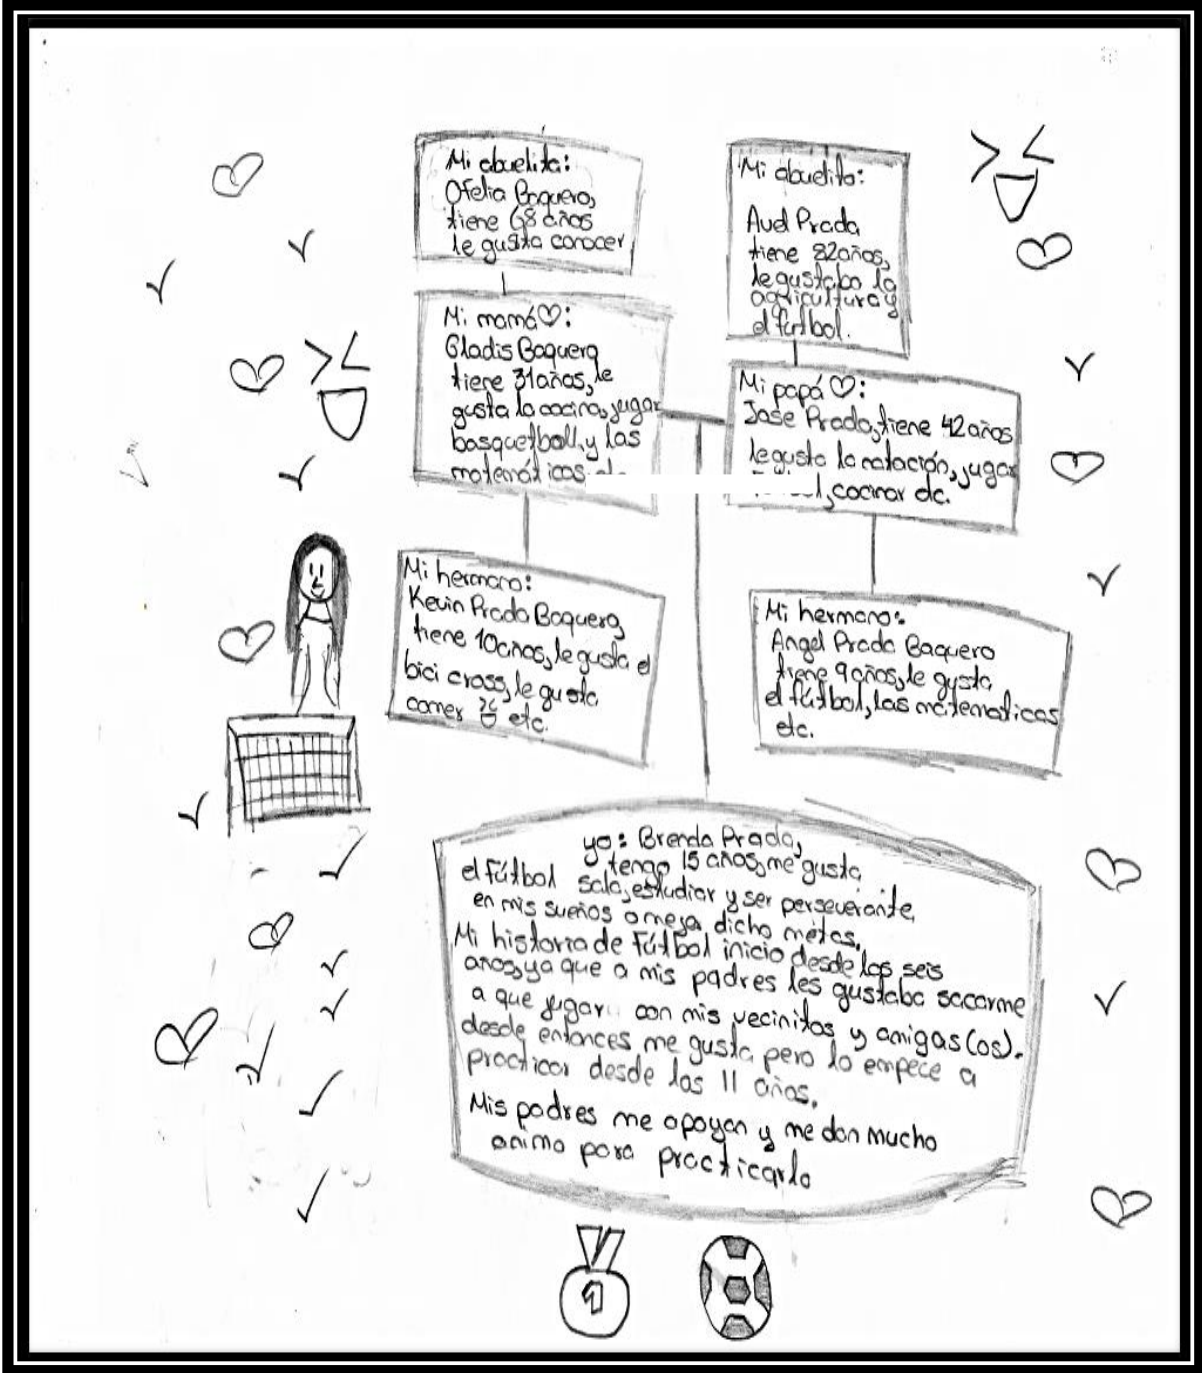 Mi abuelita:
Ofelia Baquero,
tiene 68 años
le gusta conocer
Mi abuelito:
Avel Prada
tiene 82 años,
le gustaba la
agricultura y
el fútbol.
Mi mamá♡:
Gladis Baquero
tiene 31 años, le
gusta la cocina, jugar
basquetball, y las
matemáticas
Mi papá ♡:
Jose Prada, tiene 42 años
le gusta la natación, jugar
cocinar etc.
Mi hermano:
Kevin Prada Baquero,
tiene 10 años, le gusta el
bici cross, le gusta
comer etc.
Mi hermano:
Angel Prada Baquero
tiene 9 años, le gusta
el fútbol, las matematicas
etc.
yo: Brenda Prada,
tengo 15 años, me gusta
el fútbol sala, estudiar y ser perseverante
en mis sueños o mejor dicho metas.
Mi historia de Fútbol inicio desde los seis
años, ya que a mis padres les gustaba sacarme
a que jugara con mis vecinitos y amigas (os).
desde entonces me gusta pero lo empece a
practicar desde los 11 años.
Mis padres me apoyan y me dan mucho
animo para practicarlo
1